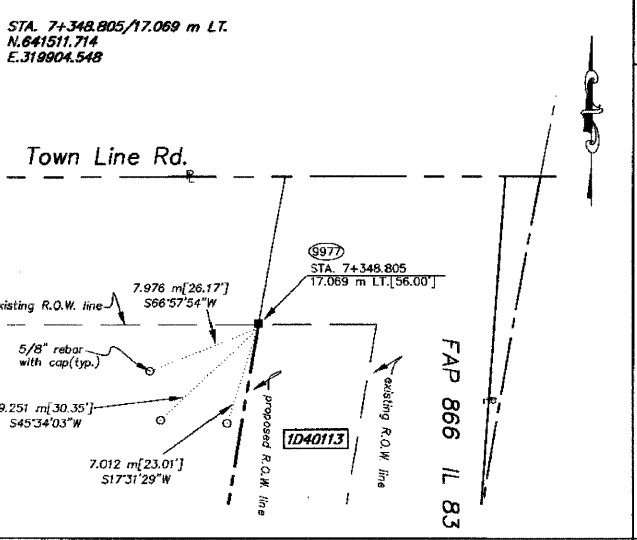 STA. 7+348.805/17.069 m LT.
N.641511.714
E.319904.548
Town Line Rd.
9977
STA. 7+348.805
17.069 m LT.[56.00']
7.976 m[26.17']
S66°57'54"W
xisting R.O.W. line
5/8" rebar
with cap(typ.)
9.251 m[30.35']
S45°34'03"W
7.012 m[23.01']
S17°31'29"W
proposed R.O.W. line
1D40113
existing R.O.W. line
FAP 866 IL 83